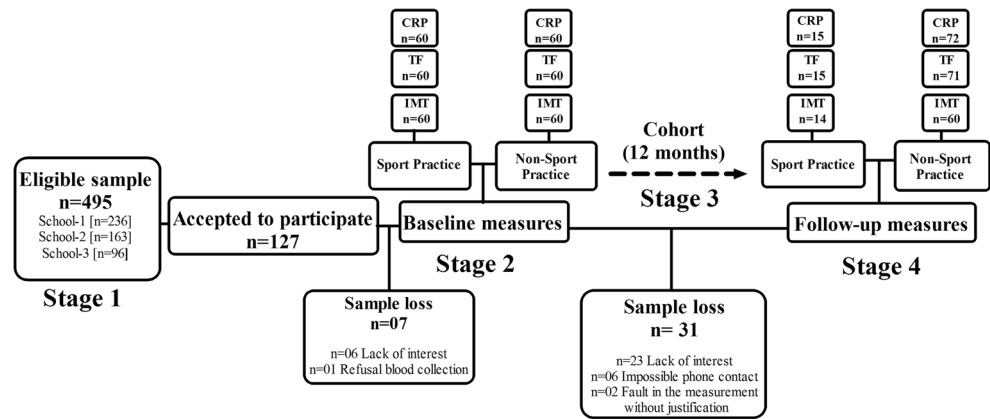 Eligible sample
n=495
School-1 [n=236]
School-2 [n=163]
School-3 [n=96]
Stage 1
Accepted to participate
n=127
Sample loss
n=07
n=06 Lack of interest
n=01 Refusal blood collection
CRP
n=60
TF
n=60
IMT
n=60
Sport Practice
CRP
n=60
TF
n=60
IMT
n=60
Non-Sport
Practice
Baseline measures
Stage 2
Cohort
(12 months)
Stage 3
Sample loss
n= 31
n=23 Lack of interest
n=06 Impossible phone contact
n=02 Fault in the measurement
without justification
CRP
n=15
TF
n=15
IMT
n=14
Sport Practice
CRP
n=72
TF
n=71
IMT
n=60
Non-Sport
Practice
Follow-up measures
Stage 4